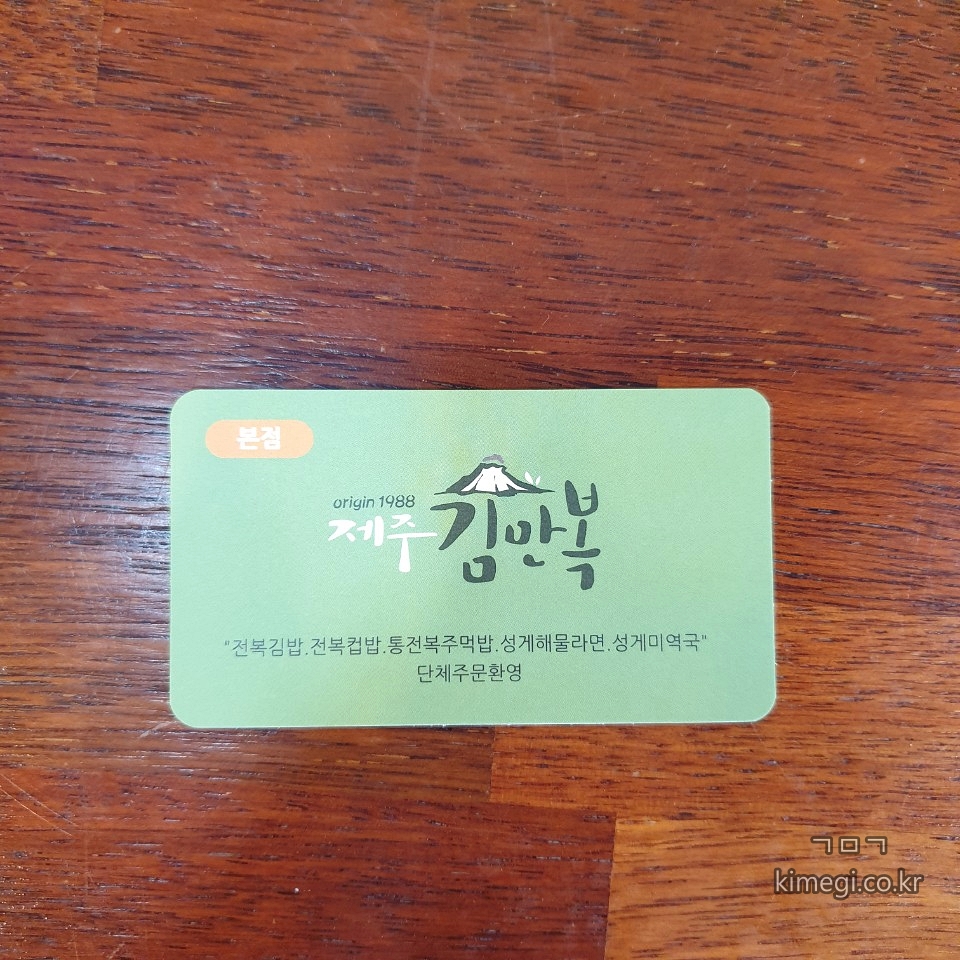 본점
origin 1988
제주 김만복
"전복김밥.전복컵밥.통전복주먹밥.성게해물라면.성게미역국"
단체주문환영
ㄱㅁㄱ
kimegi.co.kr